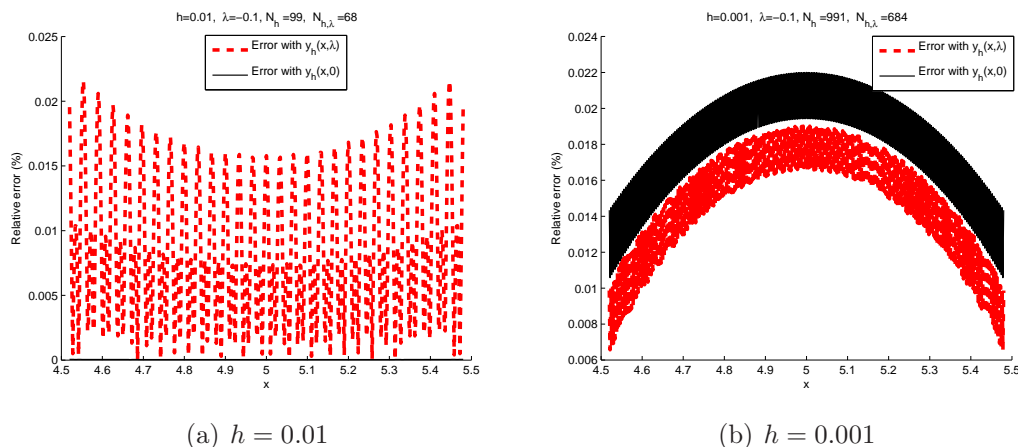 h=0.01, λ=−0.1, N_h =99, N_{h,λ} =68
0.025
0.02
0.015
0.01
0.005
0
Relative error (%)
Error with y_h(x,λ)
Error with y_h(x,0)
4.5 4.6 4.7 4.8 4.9 5 5.1 5.2 5.3 5.4 5.5
x
(a) h = 0.01
h=0.001, λ=−0.1, N_h =991, N_{h,λ} =684
0.024
0.022
0.02
0.018
0.016
0.014
0.012
0.01
0.008
0.006
Relative error (%)
Error with y_h(x,λ)
Error with y_h(x,0)
4.5 4.6 4.7 4.8 4.9 5 5.1 5.2 5.3 5.4 5.5
x
(b) h = 0.001